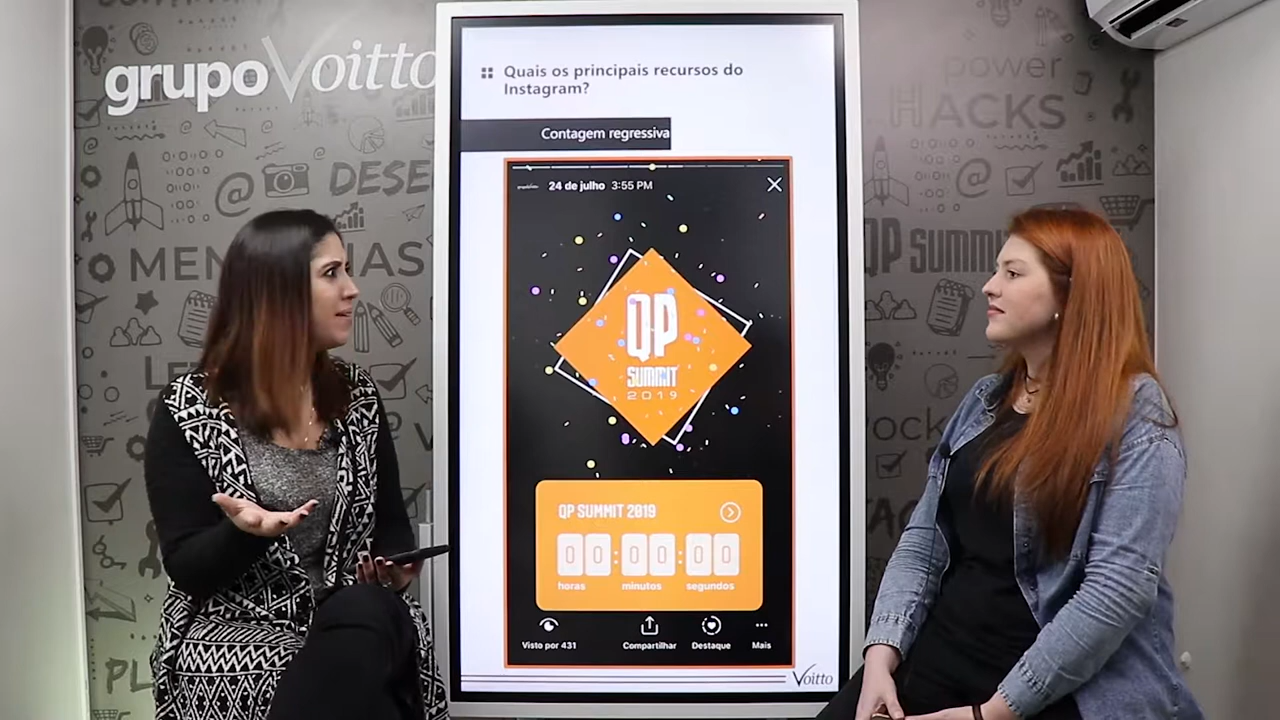 grupo Voitto
power
HACKS
DESE
MEN
HAS
QP SUMMI
Quais os principais recursos do
Instagram?
Contagem regressiva
24 de julho 3:55 PM
QP
SUMMIT
2019
QP SUMMIT 2019
00:00:00
horas minutos segundos
Visto por 431 Compartilhar Destaque Mais
Voitto